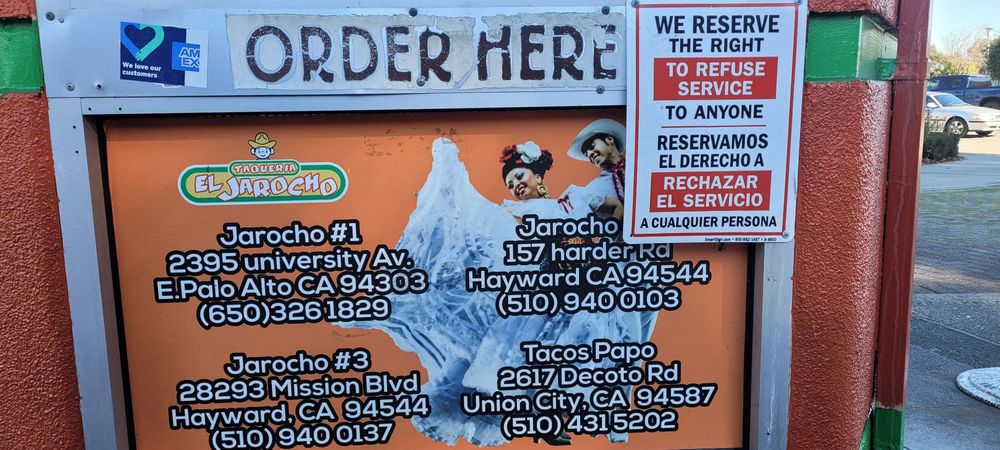 We love our
customers
AM
EX
ORDER HERE
WE RESERVE
THE RIGHT
TO REFUSE
SERVICE
TO ANYONE
RESERVAMOS
EL DERECHO A
RECHAZAR
EL SERVICIO
A CUALQUIER PERSONA
TAQUERIA
EL JAROCHO
Jarocho #1
2395 university Av.
E.Palo Alto CA 94303
(650)326 1829
Jarocho
157 harder Rd
Hayward CA 94544
(510) 940 0103
Jarocho #3
28293 Mission Blvd
Hayward, CA 94544
(510) 940 0137
Tacos Papo
2617 Decoto Rd
Union City, CA 94587
(510) 431 5202